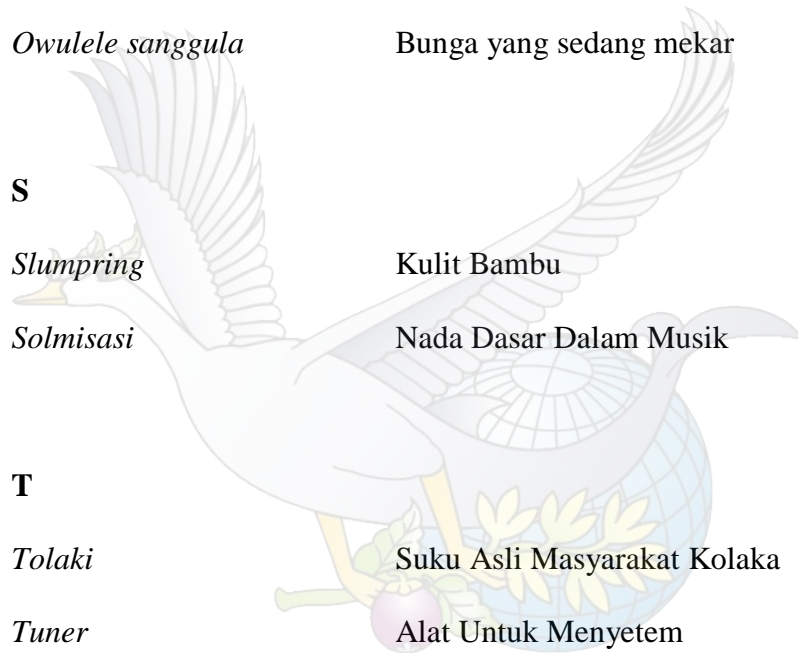 Owulele sanggula Bunga yang sedang mekar
S
Slumpring Kulit Bambu
Solmisasi Nada Dasar Dalam Musik
T
Tolaki Suku Asli Masyarakat Kolaka
Tuner Alat Untuk Menyetem